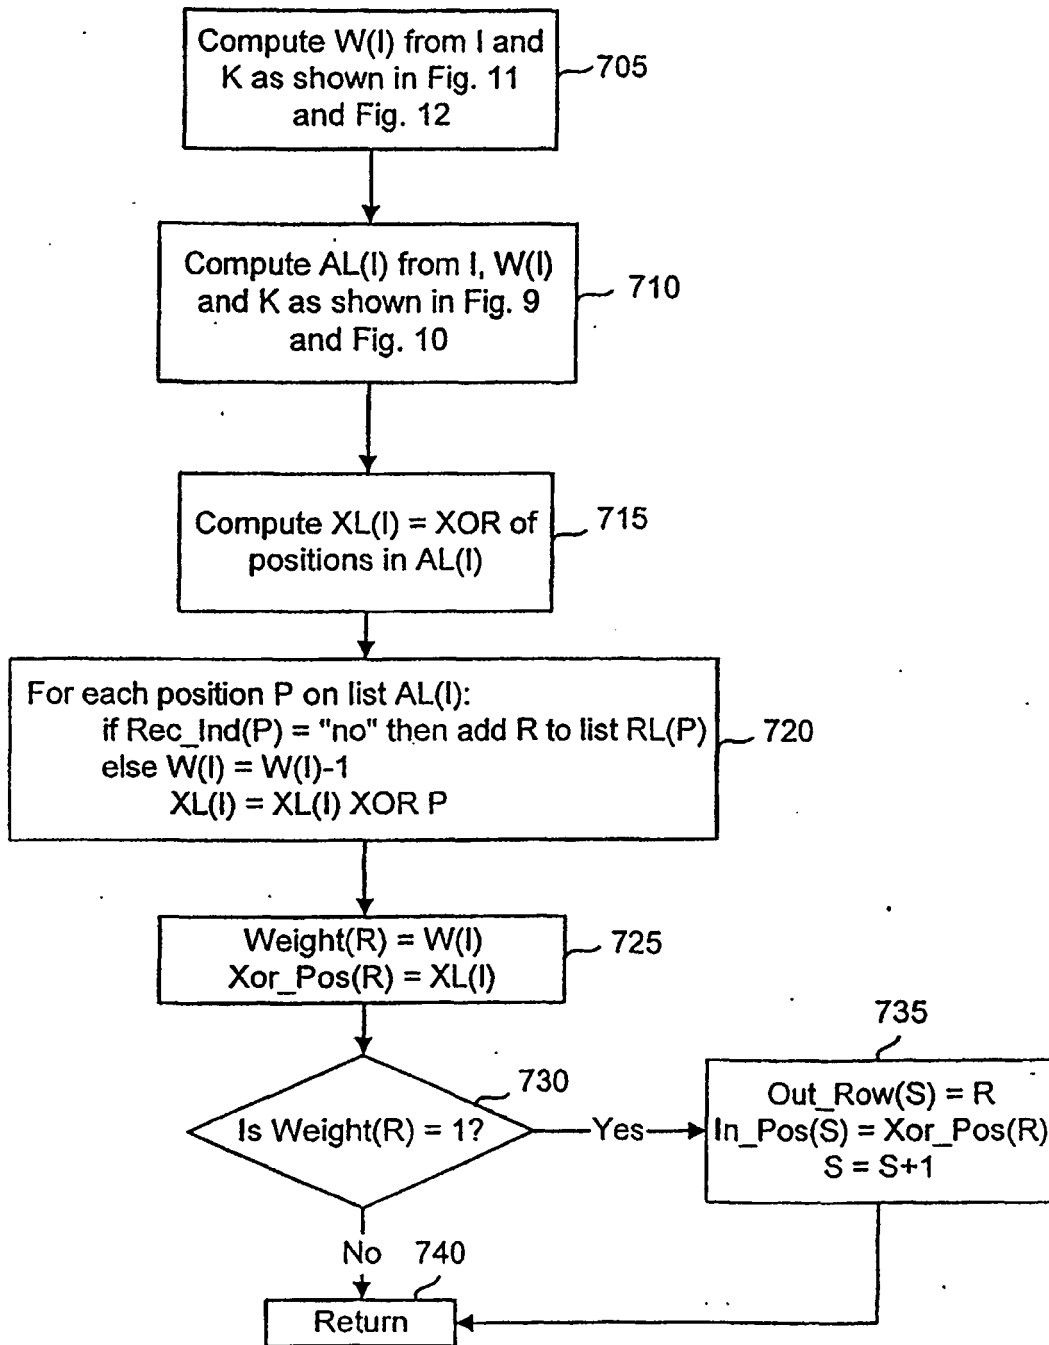 Compute W(I) from I and
K as shown in Fig. 11
and Fig. 12
705
Compute AL(I) from I, W(I)
and K as shown in Fig. 9
and Fig. 10
710
Compute XL(I) = XOR of
positions in AL(I)
715
For each position P on list AL(I):
if Rec_Ind(P) = "no" then add R to list RL(P)
else W(I) = W(I)-1
XL(I) = XL(I) XOR P
720
Weight(R) = W(I)
Xor_Pos(R) = XL(I)
725
730
Is Weight(R) = 1?
Yes
735
Out_Row(S) = R
In_Pos(S) = Xor_Pos(R)
S = S+1
No
740
Return